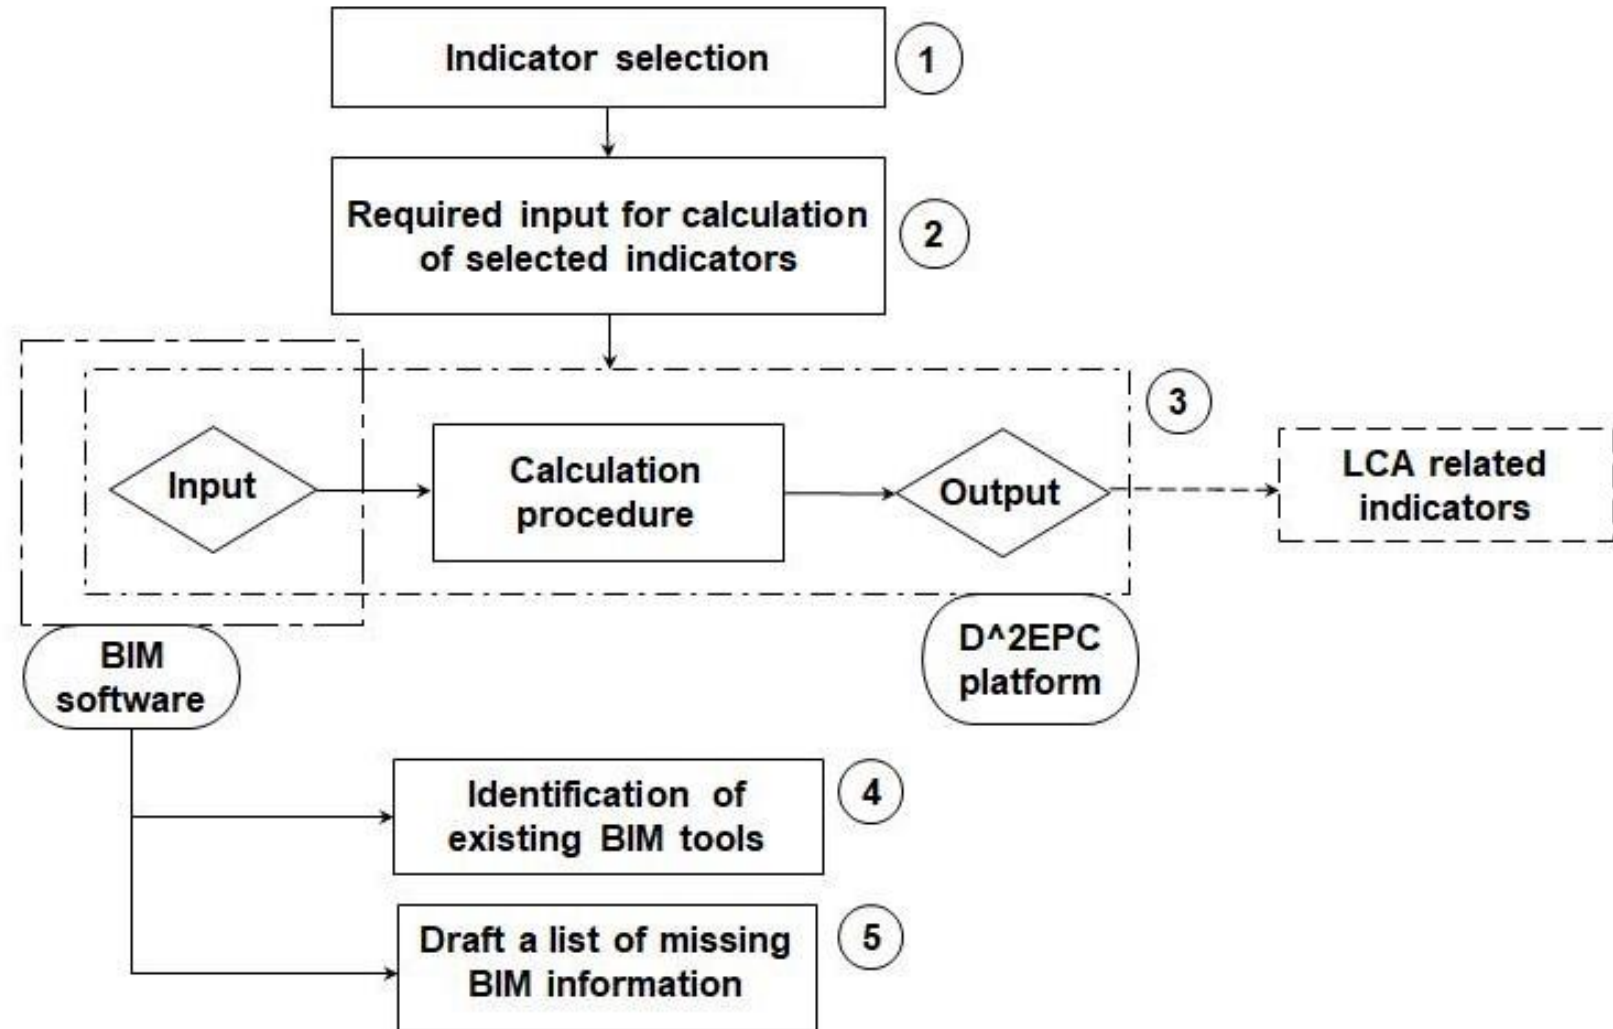 Indicator selection
1
Required input for calculation
of selected indicators
2
3
Input
Calculation
procedure
Output
LCA related
indicators
BIM
software
D^2EPC
platform
Identification of
existing BIM tools
4
Draft a list of missing
BIM information
5